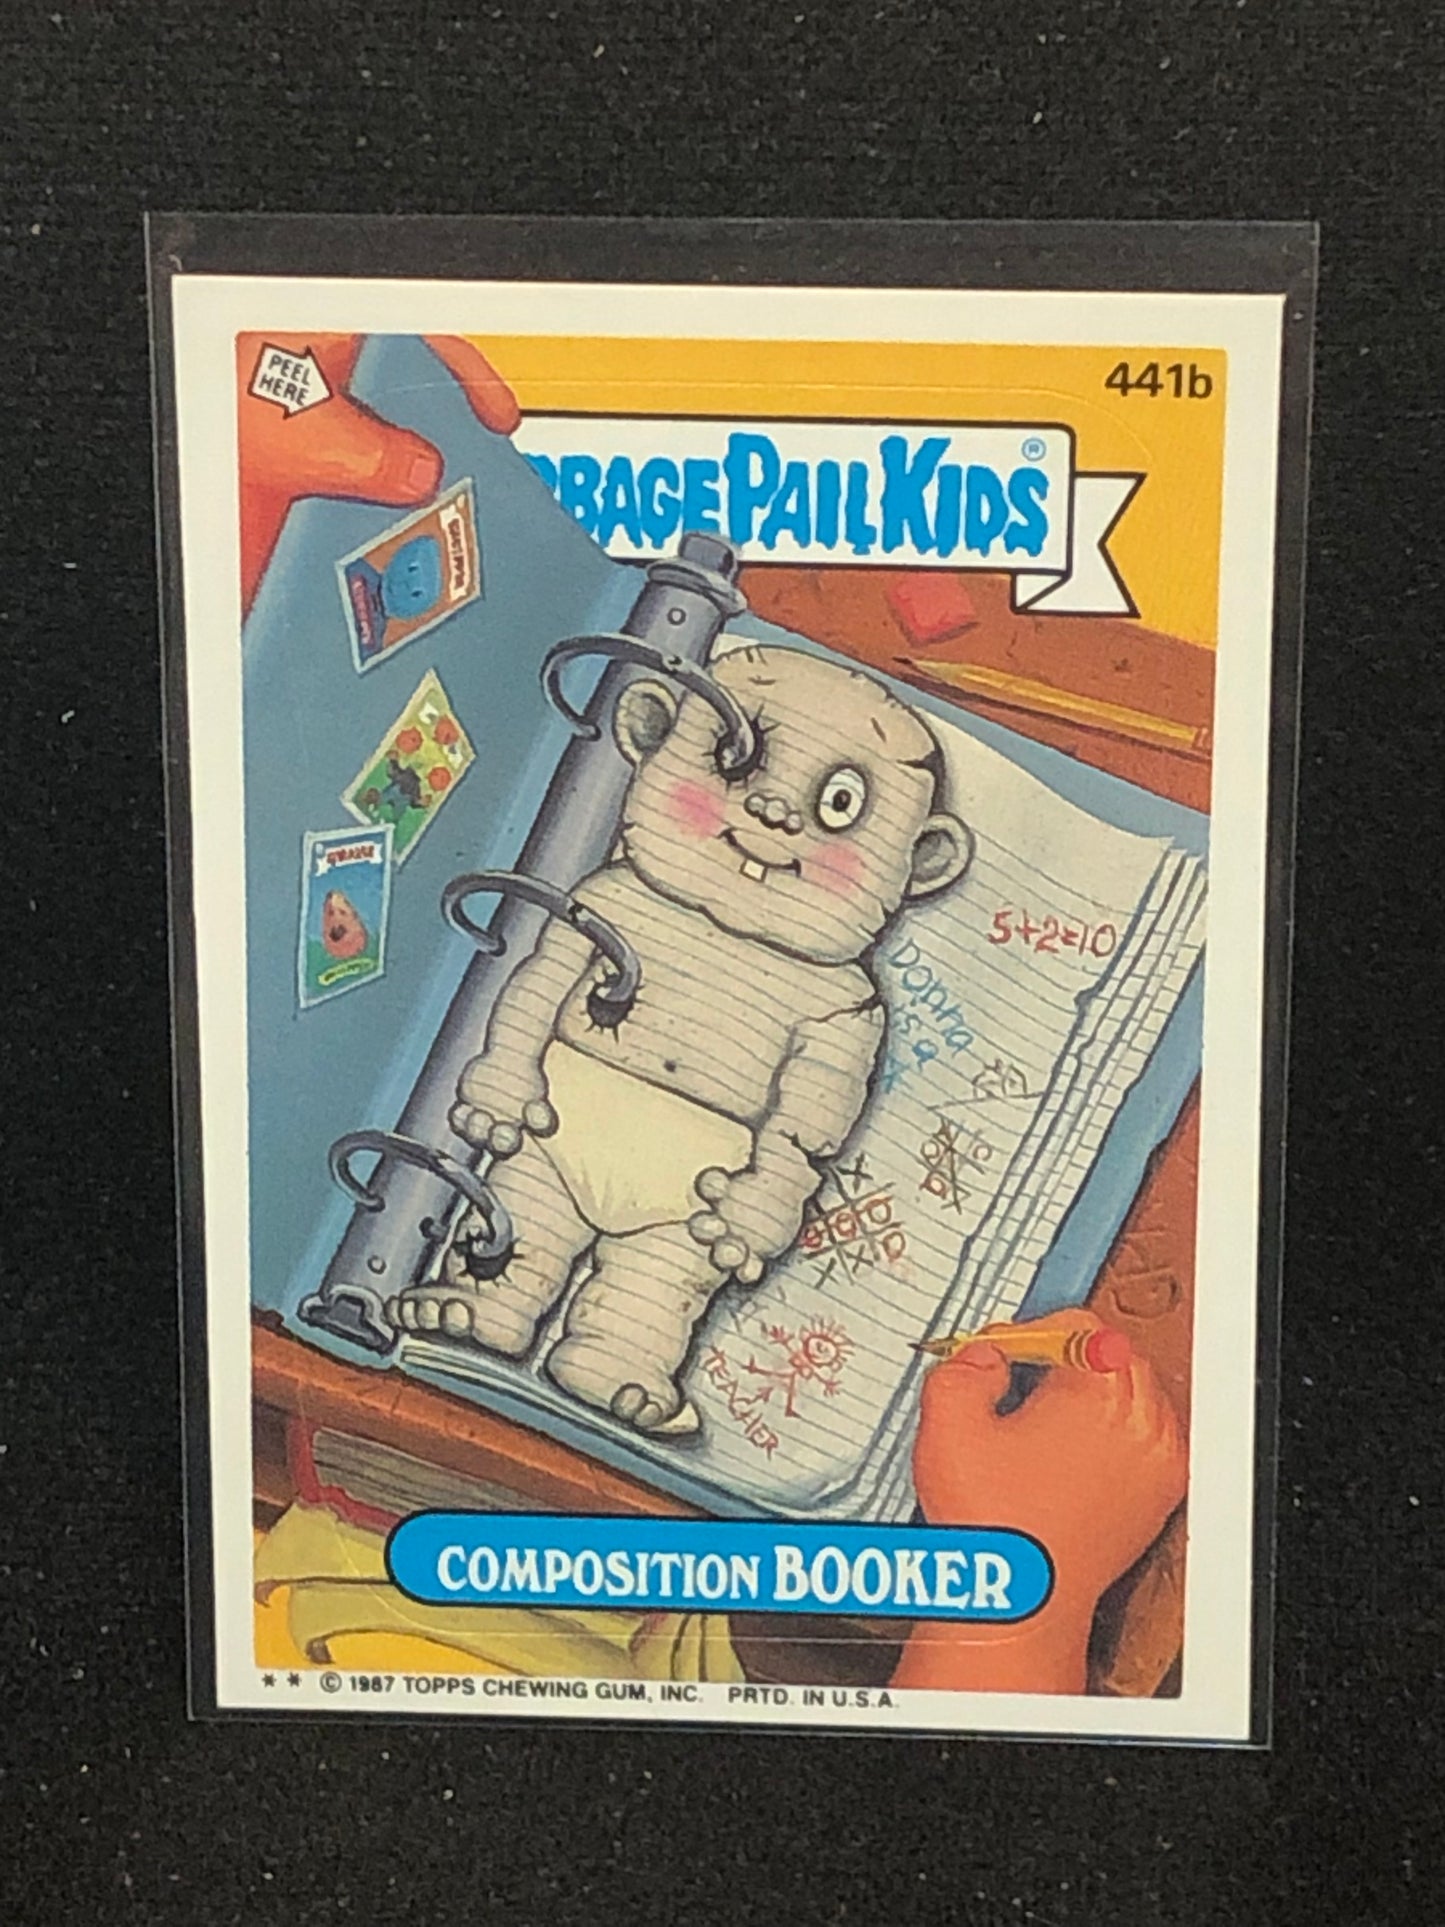 PEEL
HERE
441b
BAGE PAIL KIDS ®
5+2=10
Donna
is a
TEACHER
COMPOSITION BOOKER
* * © 1987 TOPPS CHEWING GUM, INC. PRTD. IN U.S.A.